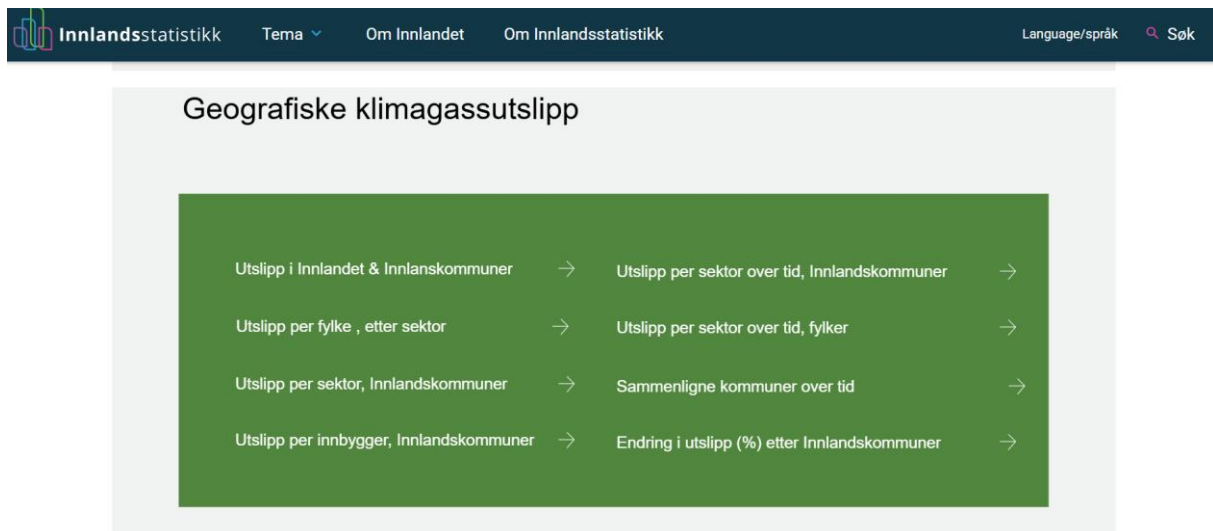 Innlandsstatistikk Tema Om Innlandet Om Innlandsstatistikk Language/språk Søk
Geografiske klimagassutslipp
Utslipp i Innlandet & Innlanskommuner
Utslipp per fylke , etter sektor
Utslipp per sektor, Innlandskommuner
Utslipp per innbygger, Innlandskommuner
Utslipp per sektor over tid, Innlandskommuner
Utslipp per sektor over tid, fylker
Sammenligne kommuner over tid
Endring i utslipp (%) etter Innlandskommuner